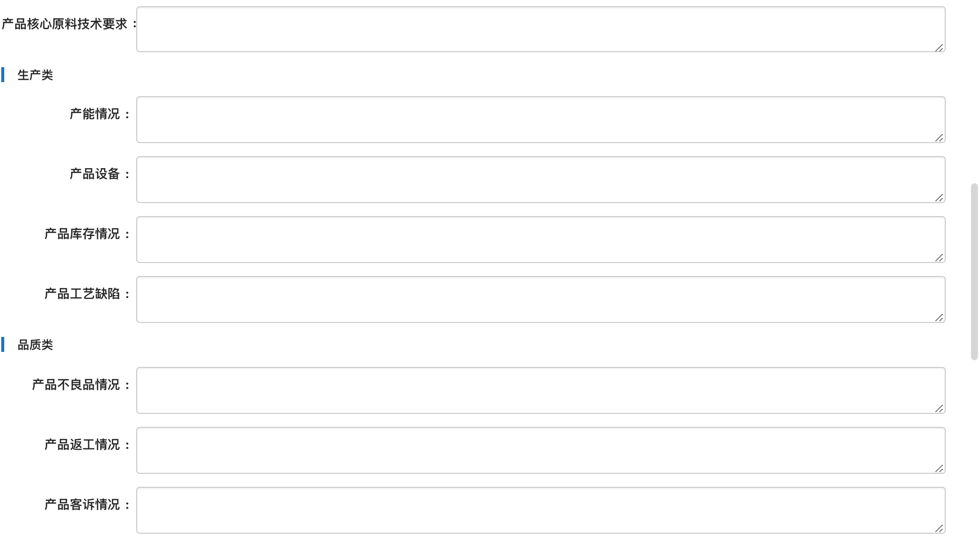 产品核心原料技术要求：
生产类
产能情况：
产品设备：
产品库存情况：
产品工艺缺陷：
品质类
产品不良品情况：
产品返工情况：
产品客诉情况：